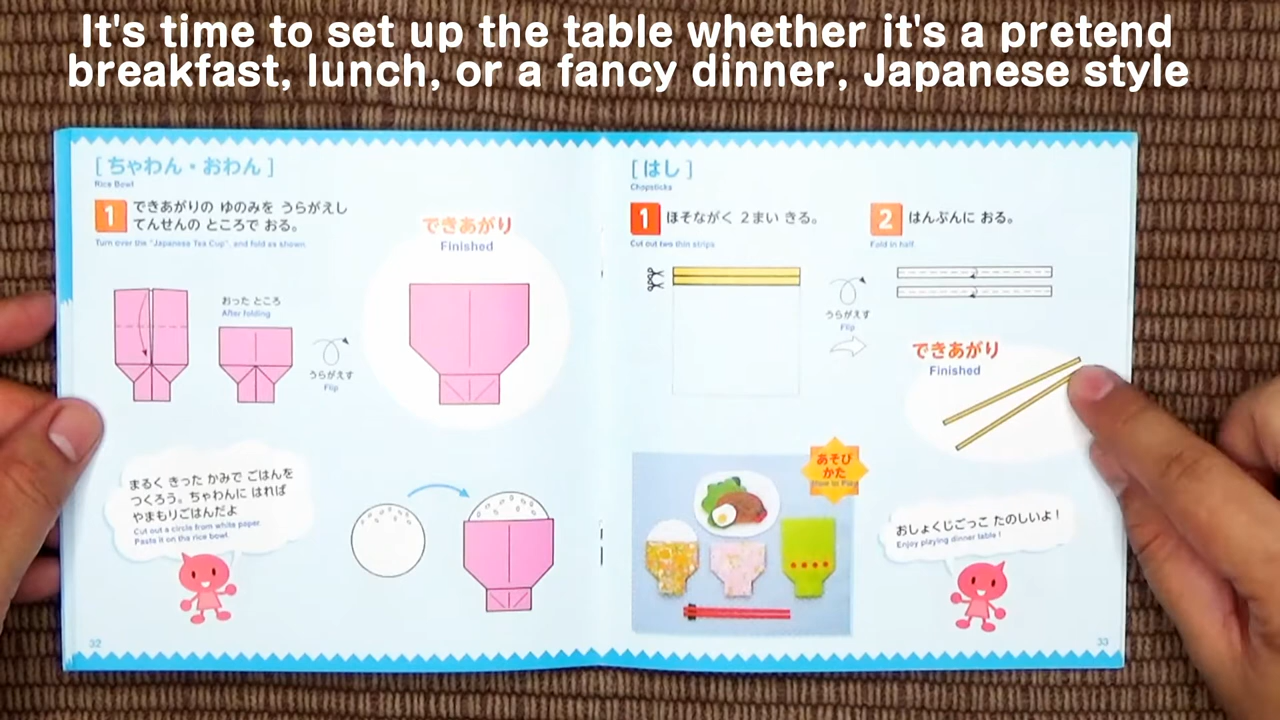 It's time to set up the table whether it's a pretend
breakfast, lunch, or a fancy dinner, Japanese style
[ ちゃわん・おわん ]
Rice Bowl
1
できあがりの ゆのみを うらがえし
てんせんの ところで おる。
Turn over the "Japanese Tea Cup", and fold as shown.
できあがり
Finished
おった ところ
After folding
うらがえす
Flip
まるく きった かみで ごはんを
つくろう。ちゃわんに はれば
やまもりごはんだよ
Cut out a circle from white paper.
Paste it on the rice bowl.
32
[ はし ]
Chopsticks
1
ほそながく 2まい きる。
Cut out two thin strips.
2
はんぶんに おる。
Fold in half.
うらがえす
Flip
できあがり
Finished
あそび
かた
How to Play
おしょくじごっこ たのしいよ!
Enjoy playing dinner table !
33